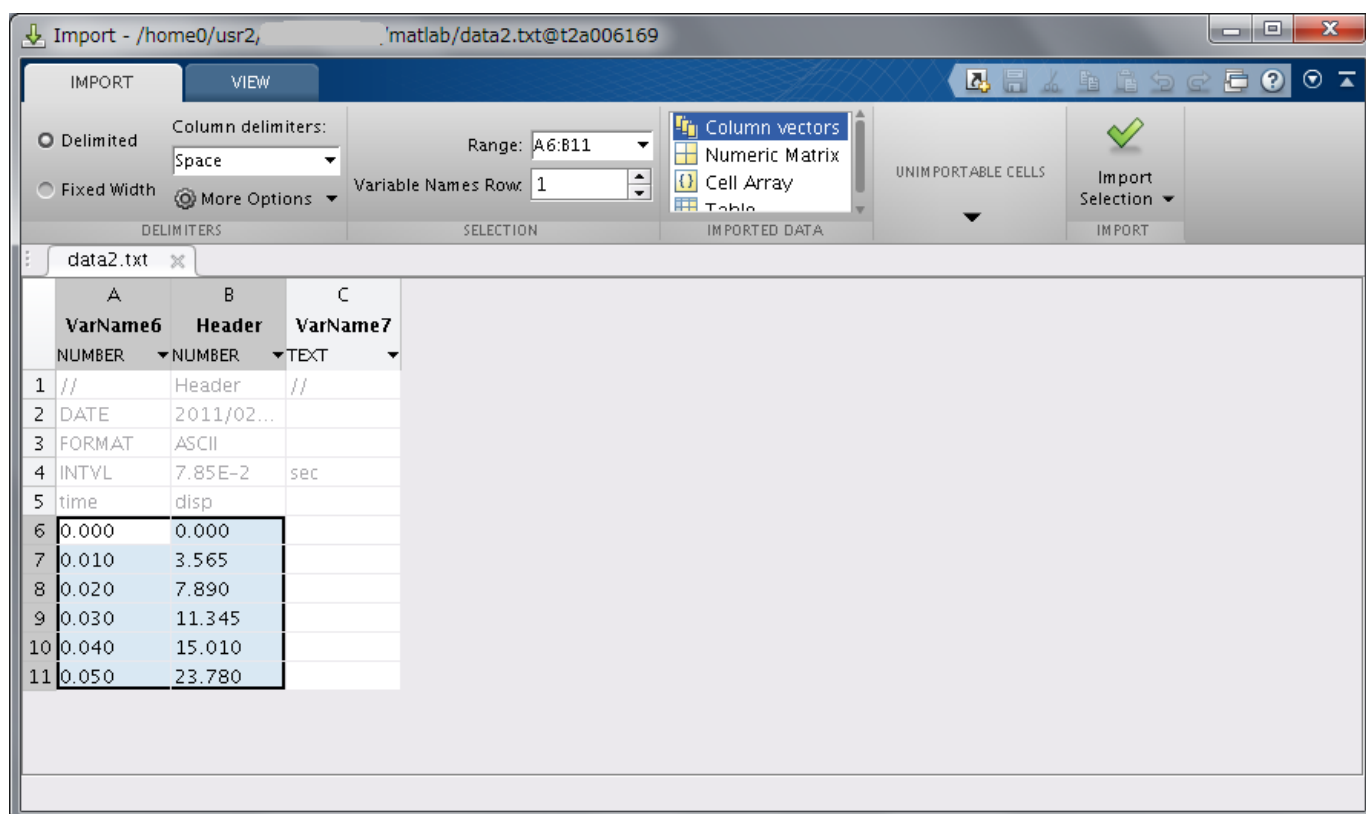 Import - /home0/usr2/ /matlab/data2.txt@t2a006169
IMPORT VIEW
Delimited
Fixed Width
Column delimiters:
Space
More Options
DELIMITERS
Range: A6:B11
Variable Names Row: 1
SELECTION
Column vectors
Numeric Matrix
Cell Array
Table
IMPORTED DATA
UNIMPORTABLE CELLS
Import
Selection
IMPORT
data2.txt
A B C
VarName6 Header VarName7
NUMBER NUMBER TEXT
1 // Header //
2 DATE 2011/02...
3 FORMAT ASCII
4 INTVL 7.85E-2 sec
5 time disp
6 0.000 0.000
7 0.010 3.565
8 0.020 7.890
9 0.030 11.345
10 0.040 15.010
11 0.050 23.780